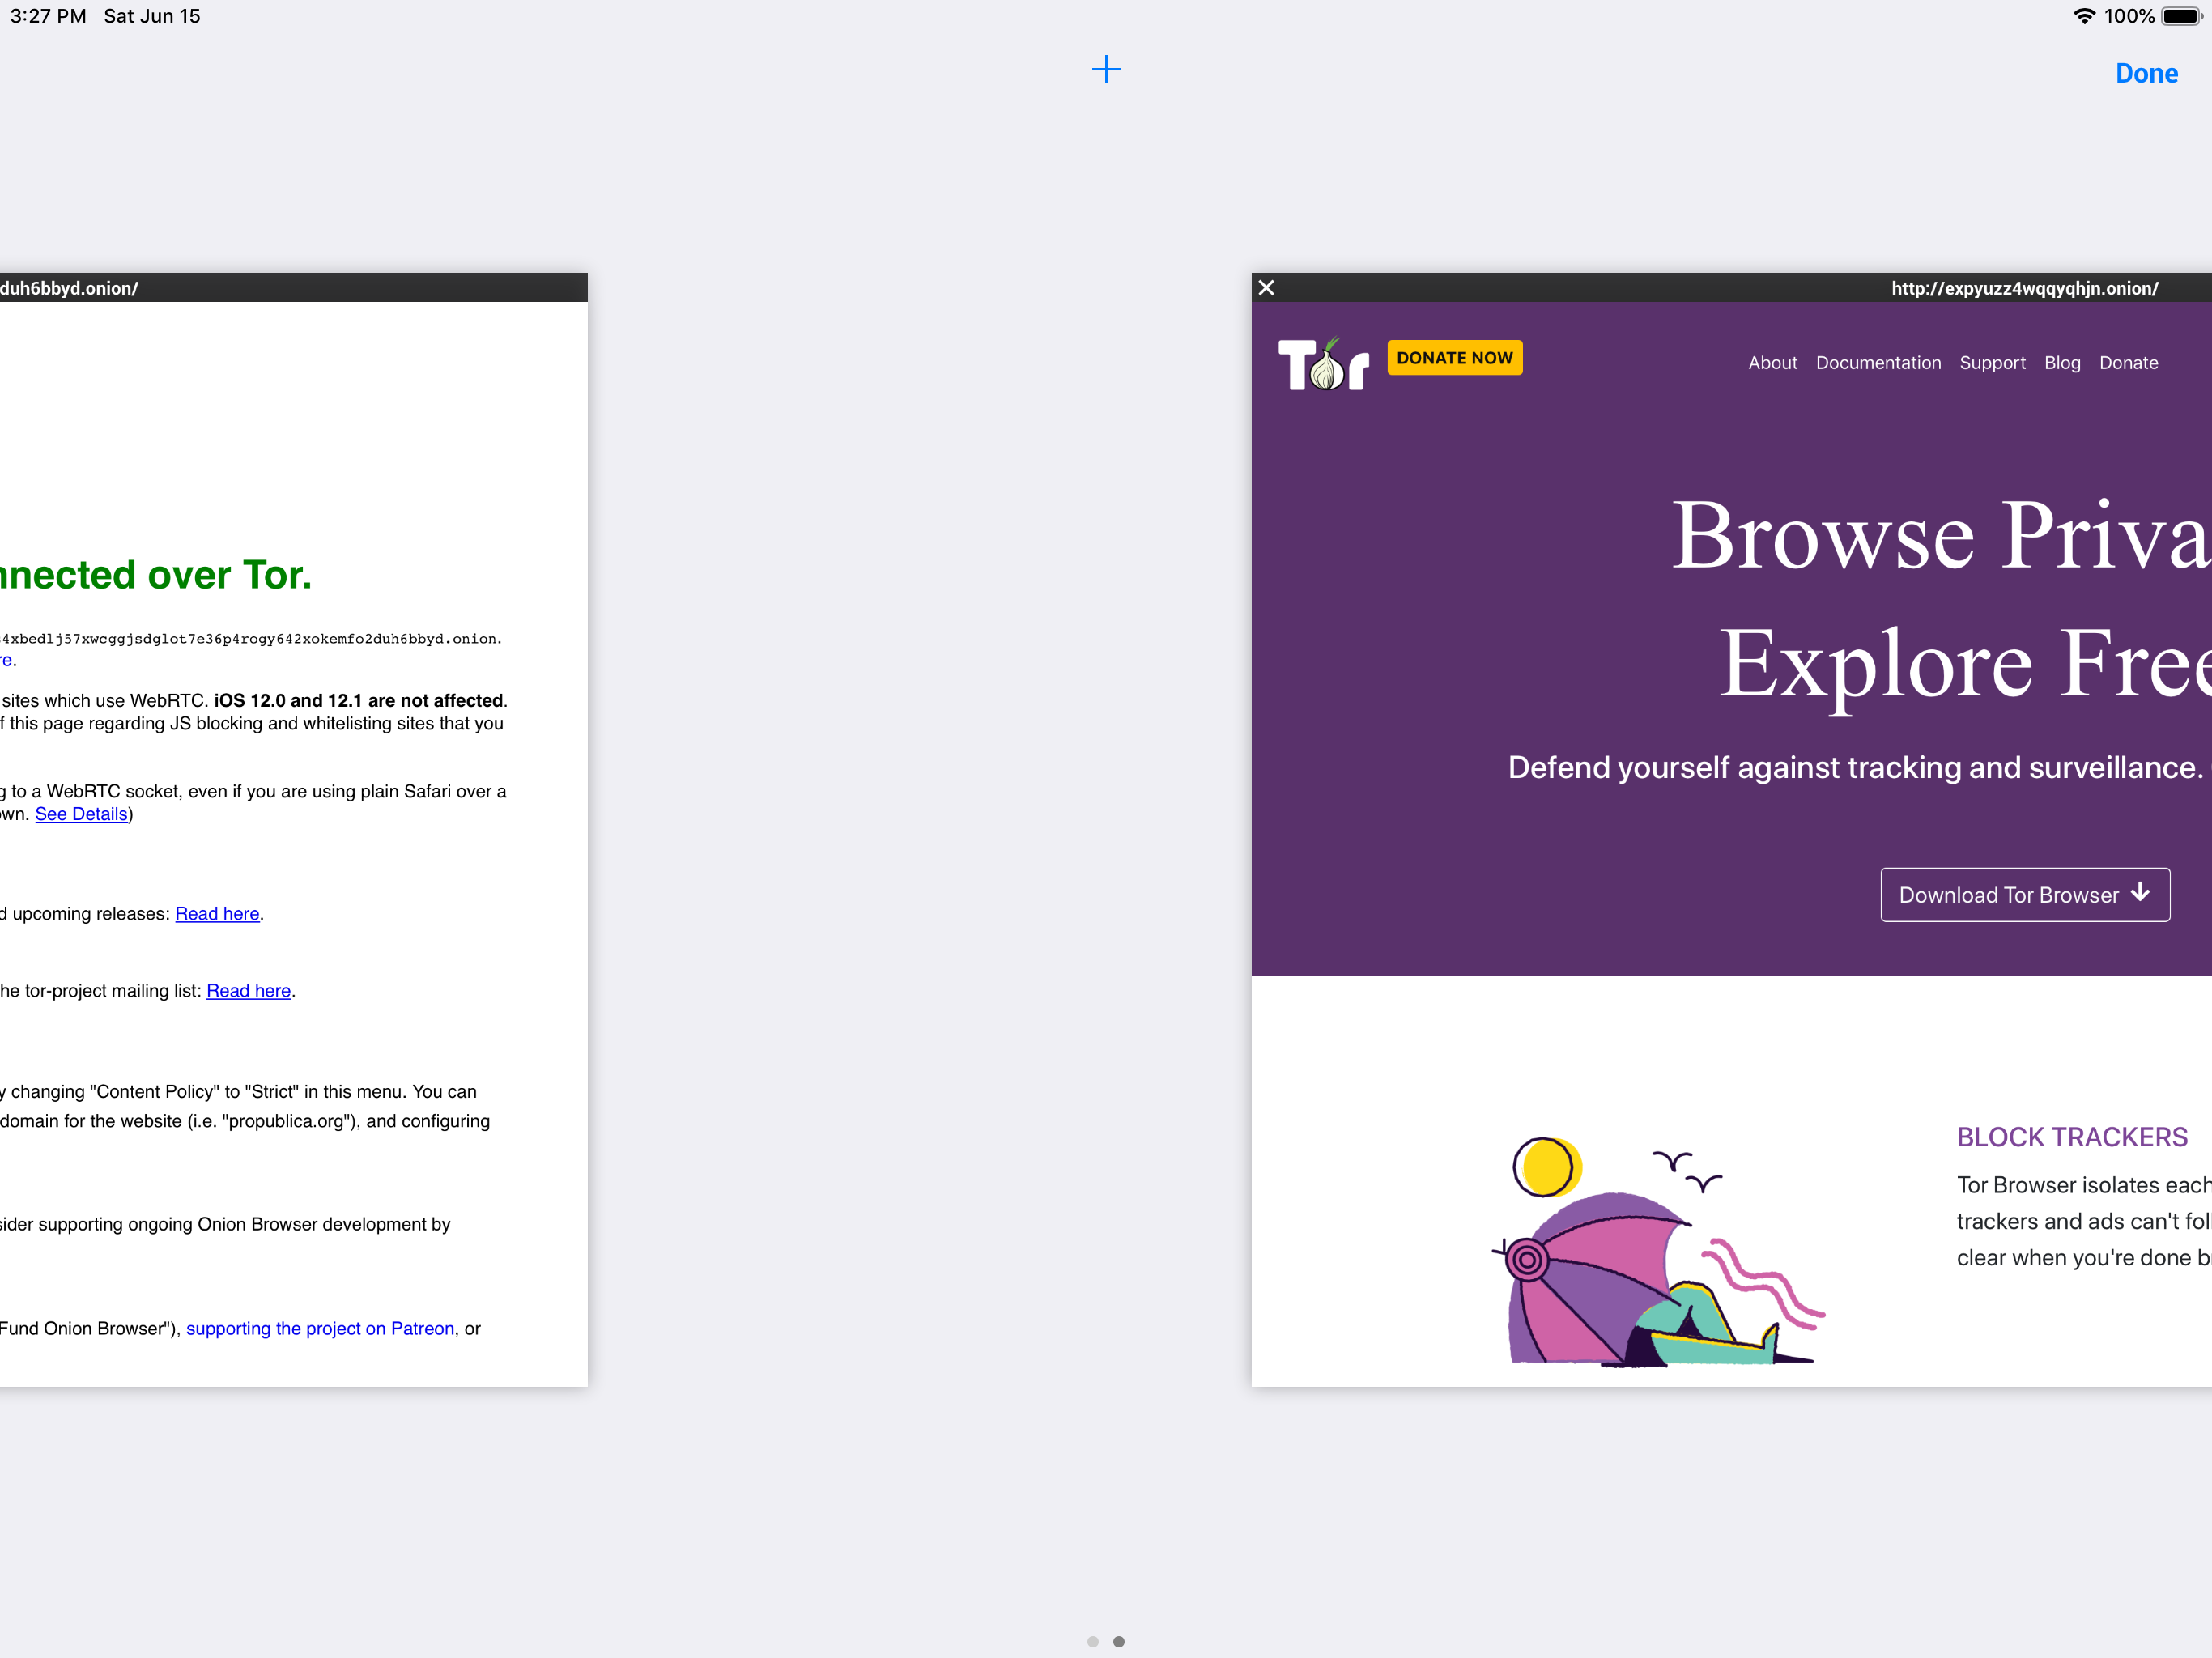 3:27 PM Sat Jun 15
100%
Done
duh6bbyd.onion/
nnected over Tor.
4xbedlj57xwcggjsdglot7e36p4rogy642xokemfo2duh6bbyd.onion.
re.
sites which use WebRTC. iOS 12.0 and 12.1 are not affected.
f this page regarding JS blocking and whitelisting sites that you
g to a WebRTC socket, even if you are using plain Safari over a
own. See Details)
d upcoming releases: Read here.
he tor-project mailing list: Read here.
y changing "Content Policy" to "Strict" in this menu. You can
domain for the website (i.e. "propublica.org"), and configuring
sider supporting ongoing Onion Browser development by
Fund Onion Browser"), supporting the project on Patreon, or
http://expyuzz4wqqyqhjn.onion/
Tor
DONATE NOW
About Documentation Support Blog Donate
Browse Priva
Explore Free
Defend yourself against tracking and surveillance.
Download Tor Browser
BLOCK TRACKERS
Tor Browser isolates each
trackers and ads can't fol
clear when you're done b